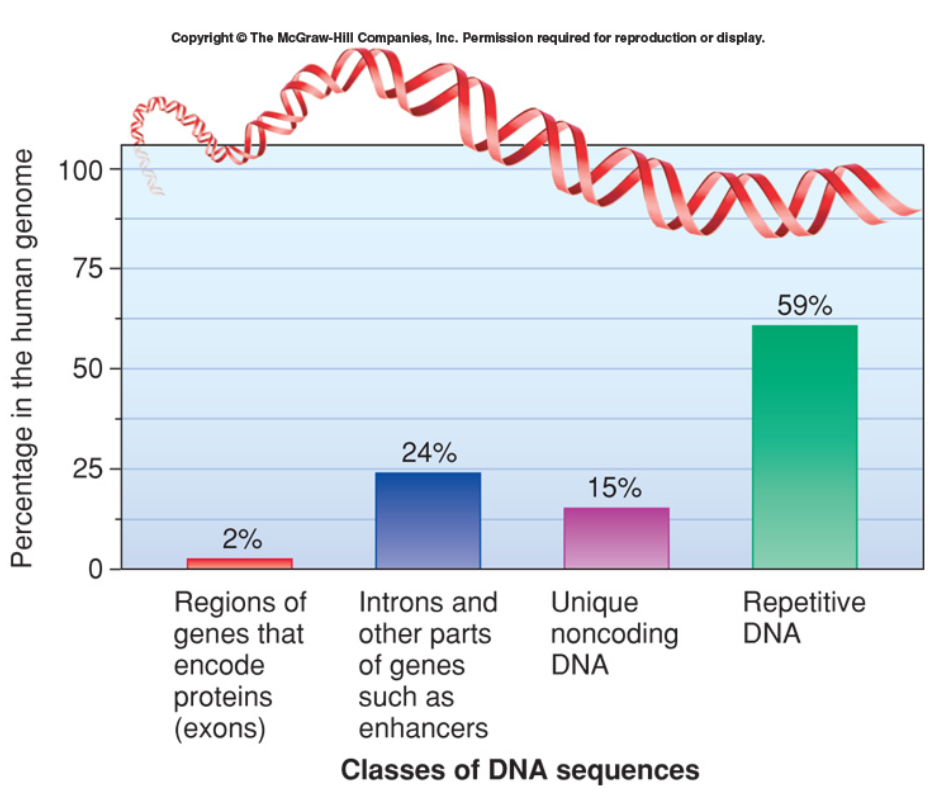 Copyright © The McGraw-Hill Companies, Inc. Permission required for reproduction or display.
Percentage in the human genome
100
75
50
25
0
2%
24%
15%
59%
Regions of
genes that
encode
proteins
(exons)
Introns and
other parts
of genes
such as
enhancers
Unique
noncoding
DNA
Repetitive
DNA
Classes of DNA sequences